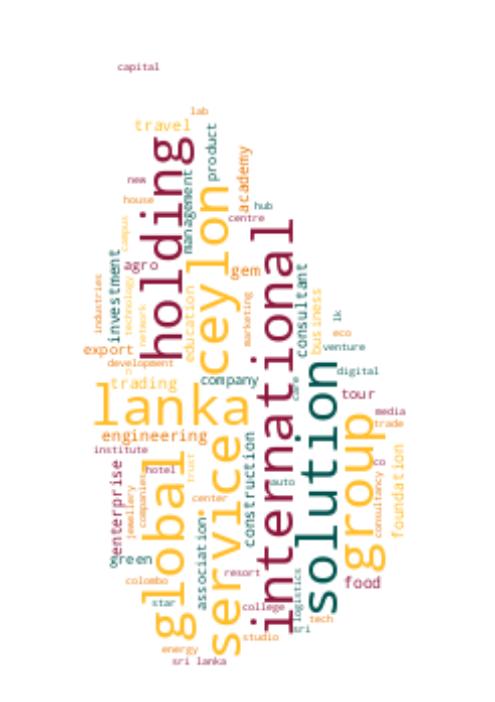 capital
lab
travel
product
holding
academy
new
management
house
ceylon
hub
centre
campus
international
agro
investment
gem
consultant
industries
technology
network
education
marketing
business
lk
eco
export
venture
development
digital
trading
company
care
solution
tour
lanka
media
group
trade
engineering
service
construction
foundation
institute
global
enterprise
hotel
trust
co
jewellery
companies
auto
consultancy
center
association
green
resort
logistics
food
colombo
star
college
tech
sri
studio
energy
sri lanka